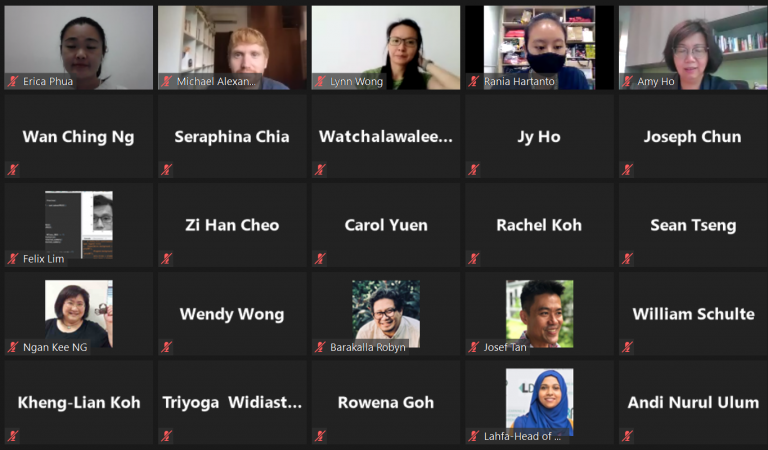 Erica Phua
Michael Alexan...
Lynn Wong
Rania Hartanto
Amy Ho
Wan Ching Ng
Seraphina Chia
Watchalawalee...
Jy Ho
Joseph Chun
Felix Lim
Zi Han Cheo
Carol Yuen
Rachel Koh
Sean Tseng
Ngan Kee NG
Wendy Wong
Barakalla Robyn
Josef Tan
William Schulte
Kheng-Lian Koh
Triyoga Widiast...
Rowena Goh
LD
Lahfa-Head of ...
Andi Nurul Ulum